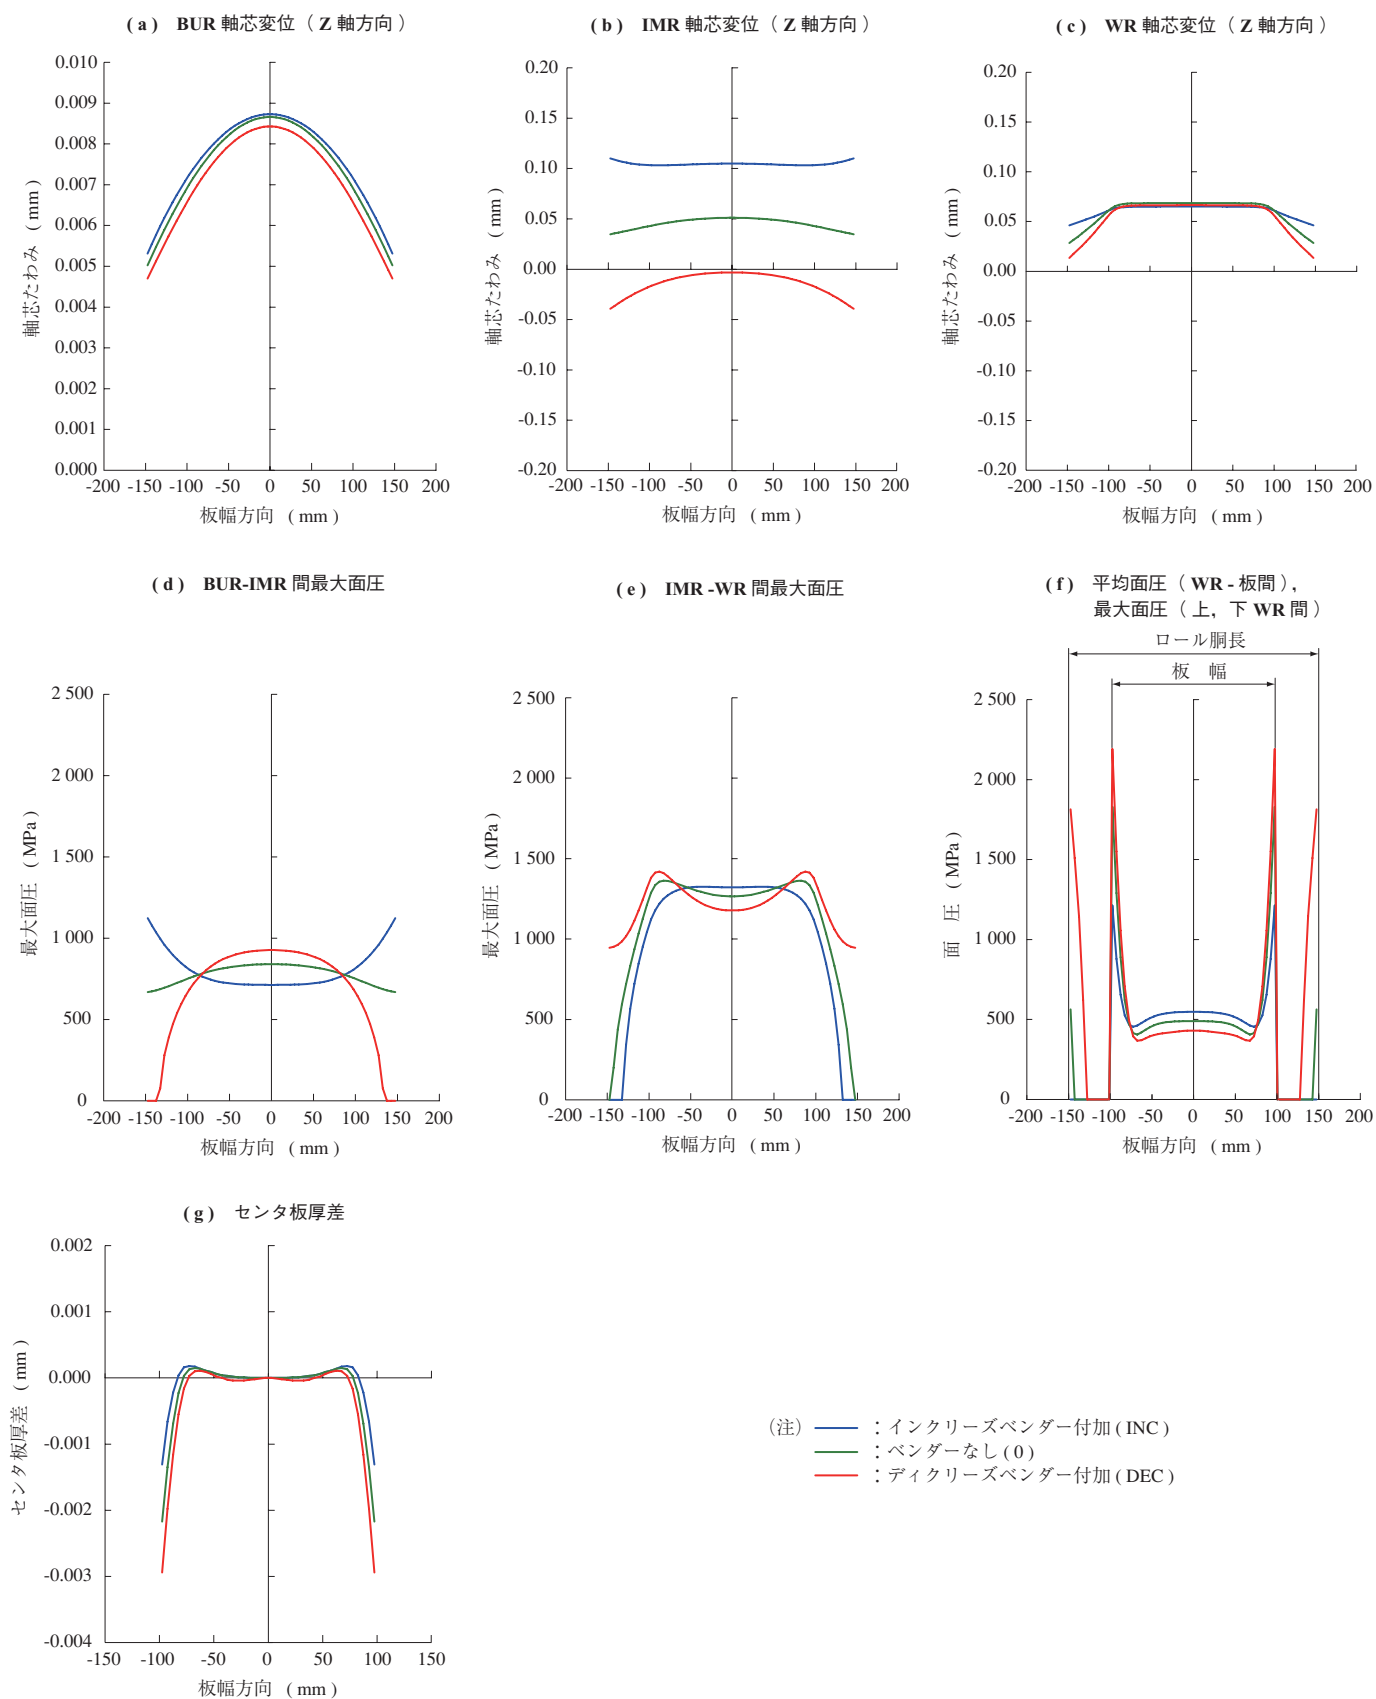 ( a ) BUR 軸芯変位（ Z 軸方向 ）
0.010
0.009
0.008
0.007
0.006
0.005
0.004
0.003
0.002
0.001
0.000
-200 -150 -100 -50 0 50 100 150 200
軸芯たわみ ( mm )
板幅方向 ( mm )
( b ) IMR 軸芯変位（ Z 軸方向 ）
0.20
0.15
0.10
0.05
0.00
-0.05
-0.10
-0.15
-0.20
-200 -150 -100 -50 0 50 100 150 200
軸芯たわみ ( mm )
板幅方向 ( mm )
( c ) WR 軸芯変位（ Z 軸方向 ）
0.20
0.15
0.10
0.05
0.00
-0.05
-0.10
-0.15
-0.20
-200 -150 -100 -50 0 50 100 150 200
軸芯たわみ ( mm )
板幅方向 ( mm )
( d ) BUR-IMR 間最大面圧
2 500
2 000
1 500
1 000
500
0
-200 -150 -100 -50 0 50 100 150 200
最大面圧 ( MPa )
板幅方向 ( mm )
( e ) IMR -WR 間最大面圧
2 500
2 000
1 500
1 000
500
0
-200 -150 -100 -50 0 50 100 150 200
最大面圧 ( MPa )
板幅方向 ( mm )
( f ) 平均面圧（ WR - 板間 ），
最大面圧（ 上，下 WR 間 ）
ロール胴長
板 幅
2 500
2 000
1 500
1 000
500
0
-200 -150 -100 -50 0 50 100 150 200
面 圧 ( MPa )
板幅方向 ( mm )
( g ) センタ板厚差
0.002
0.001
0.000
-0.001
-0.002
-0.003
-0.004
-150 -100 -50 0 50 100 150
センタ板厚差 ( mm )
板幅方向 ( mm )
（注） ：インクリーズベンダー付加 ( INC )
：ベンダーなし ( 0 )
：ディクリーズベンダー付加 ( DEC )